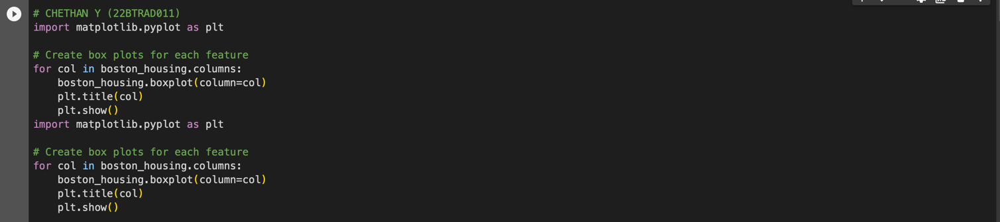 # CHETHAN Y (22BTRAD011)
import matplotlib.pyplot as plt

# Create box plots for each feature
for col in boston_housing.columns:
    boston_housing.boxplot(column=col)
    plt.title(col)
    plt.show()
import matplotlib.pyplot as plt

# Create box plots for each feature
for col in boston_housing.columns:
    boston_housing.boxplot(column=col)
    plt.title(col)
    plt.show()